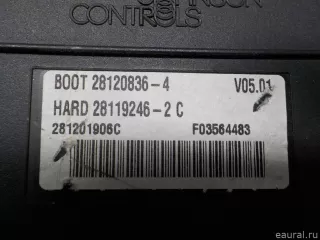 CONTROLS
BOOT 28120836-4 V05.01
HARD 28119246-2 C
281201906C F03564483
eaural.ru